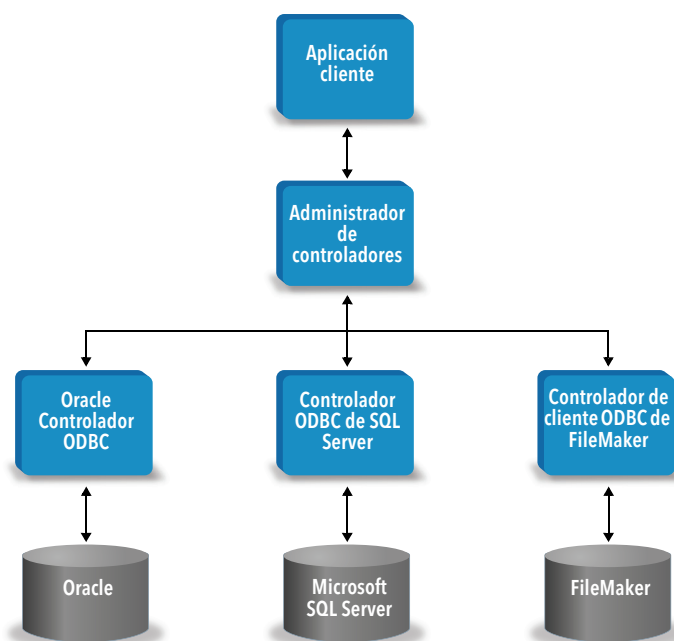 Aplicación
cliente
Administrador
de
controladores
Oracle
Controlador
ODBC
Controlador
ODBC de SQL
Server
Controlador de
cliente ODBC de
FileMaker
Oracle
Microsoft
SQL Server
FileMaker